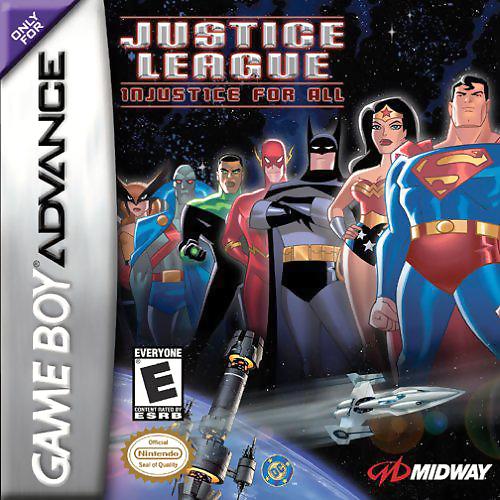 ONLY
FOR
GAME BOY ADVANCE
JUSTICE
LEAGUE
INJUSTICE FOR ALL
S
EVERYONE
E
CONTENT RATED BY
ESRB
Official
Nintendo
Seal of Quality
DC
MIDWAY